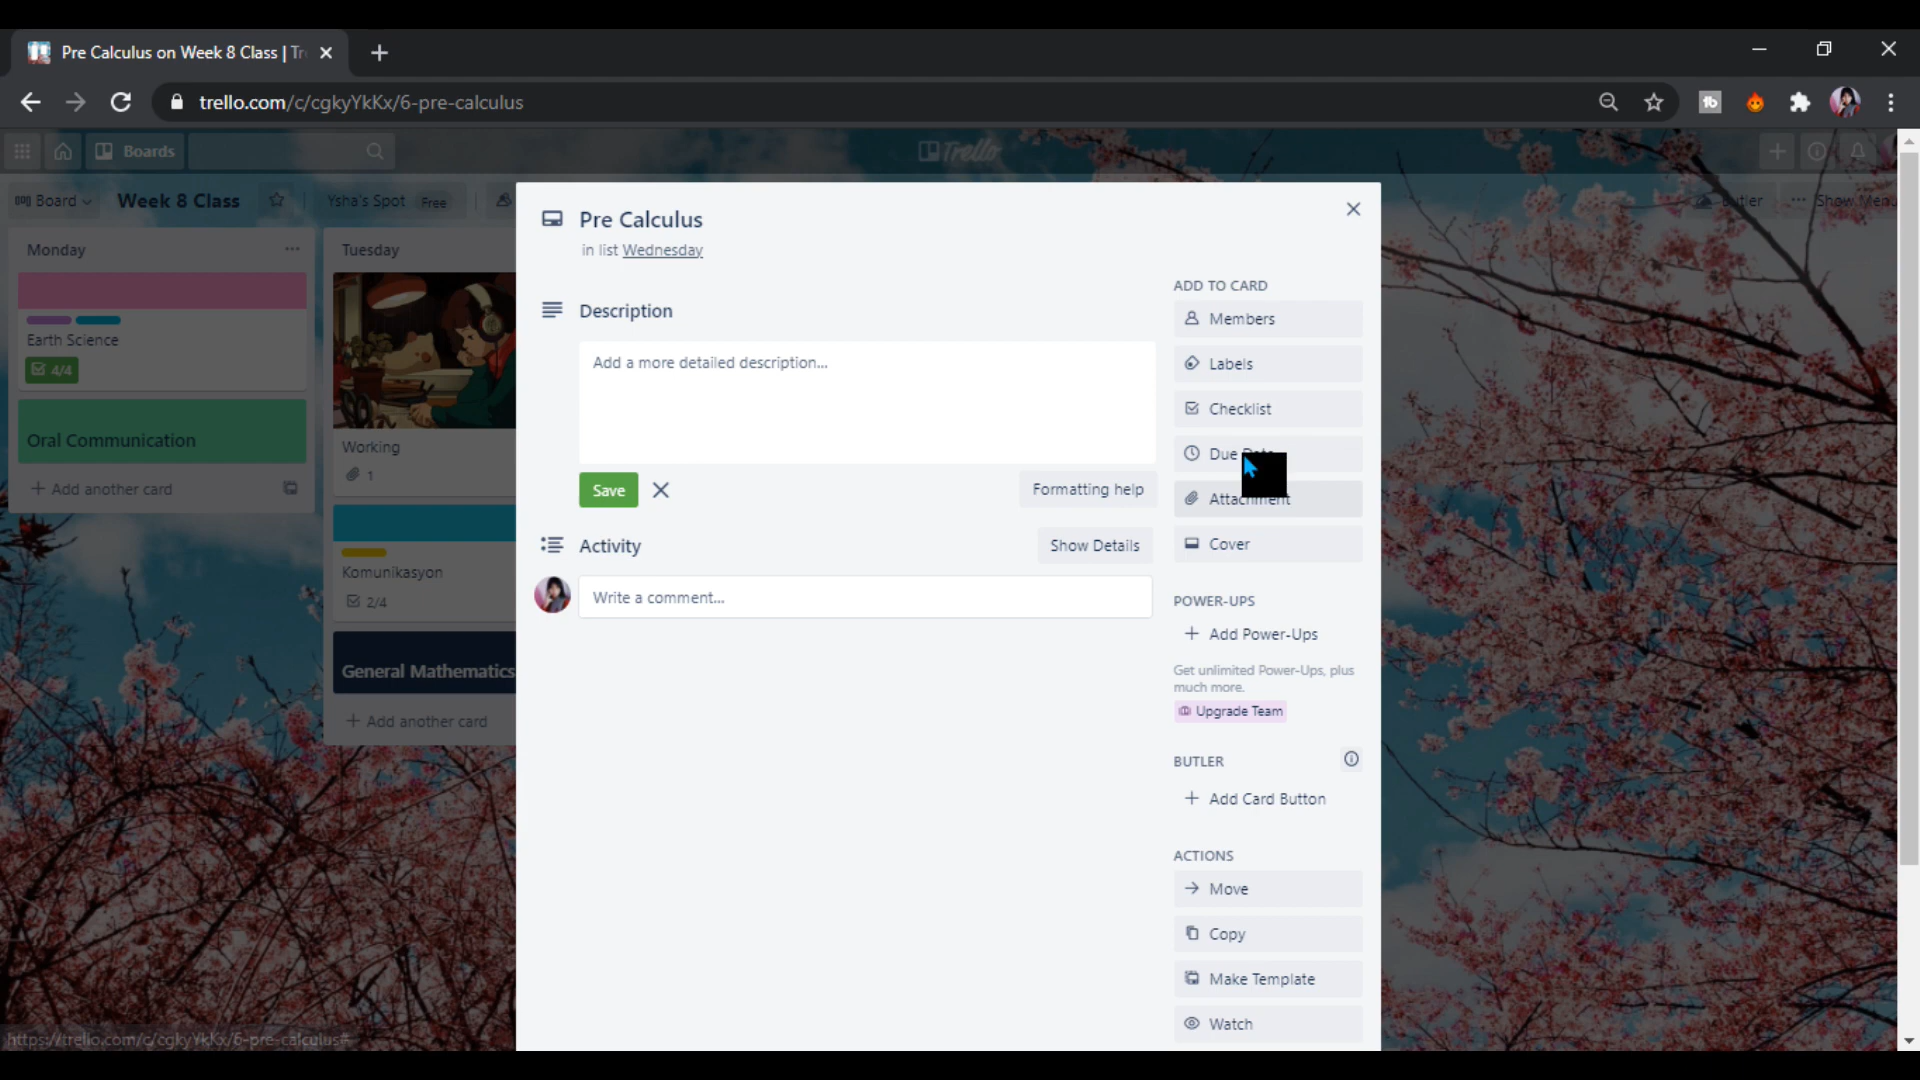 Pre Calculus on Week 8 Class | Tr
trello.com/c/cgkyYkKx/6-pre-calculus
Boards
Trello
Board
Week 8 Class
Ysha's Spot
Free
Butler
Show Menu
Monday
Earth Science
4/4
Oral Communication
+ Add another card
Tuesday
Working
1
Komunikasyon
2/4
General Mathematics
+ Add another card
Pre Calculus
in list Wednesday
Description
Add a more detailed description...
Save
Formatting help
Activity
Show Details
Write a comment...
ADD TO CARD
Members
Labels
Checklist
Due Date
Attachment
Cover
POWER-UPS
+ Add Power-Ups
Get unlimited Power-Ups, plus
much more.
Upgrade Team
BUTLER
+ Add Card Button
ACTIONS
Move
Copy
Make Template
Watch
https://trello.com/c/cgkyYkKx/6-pre-calculus#